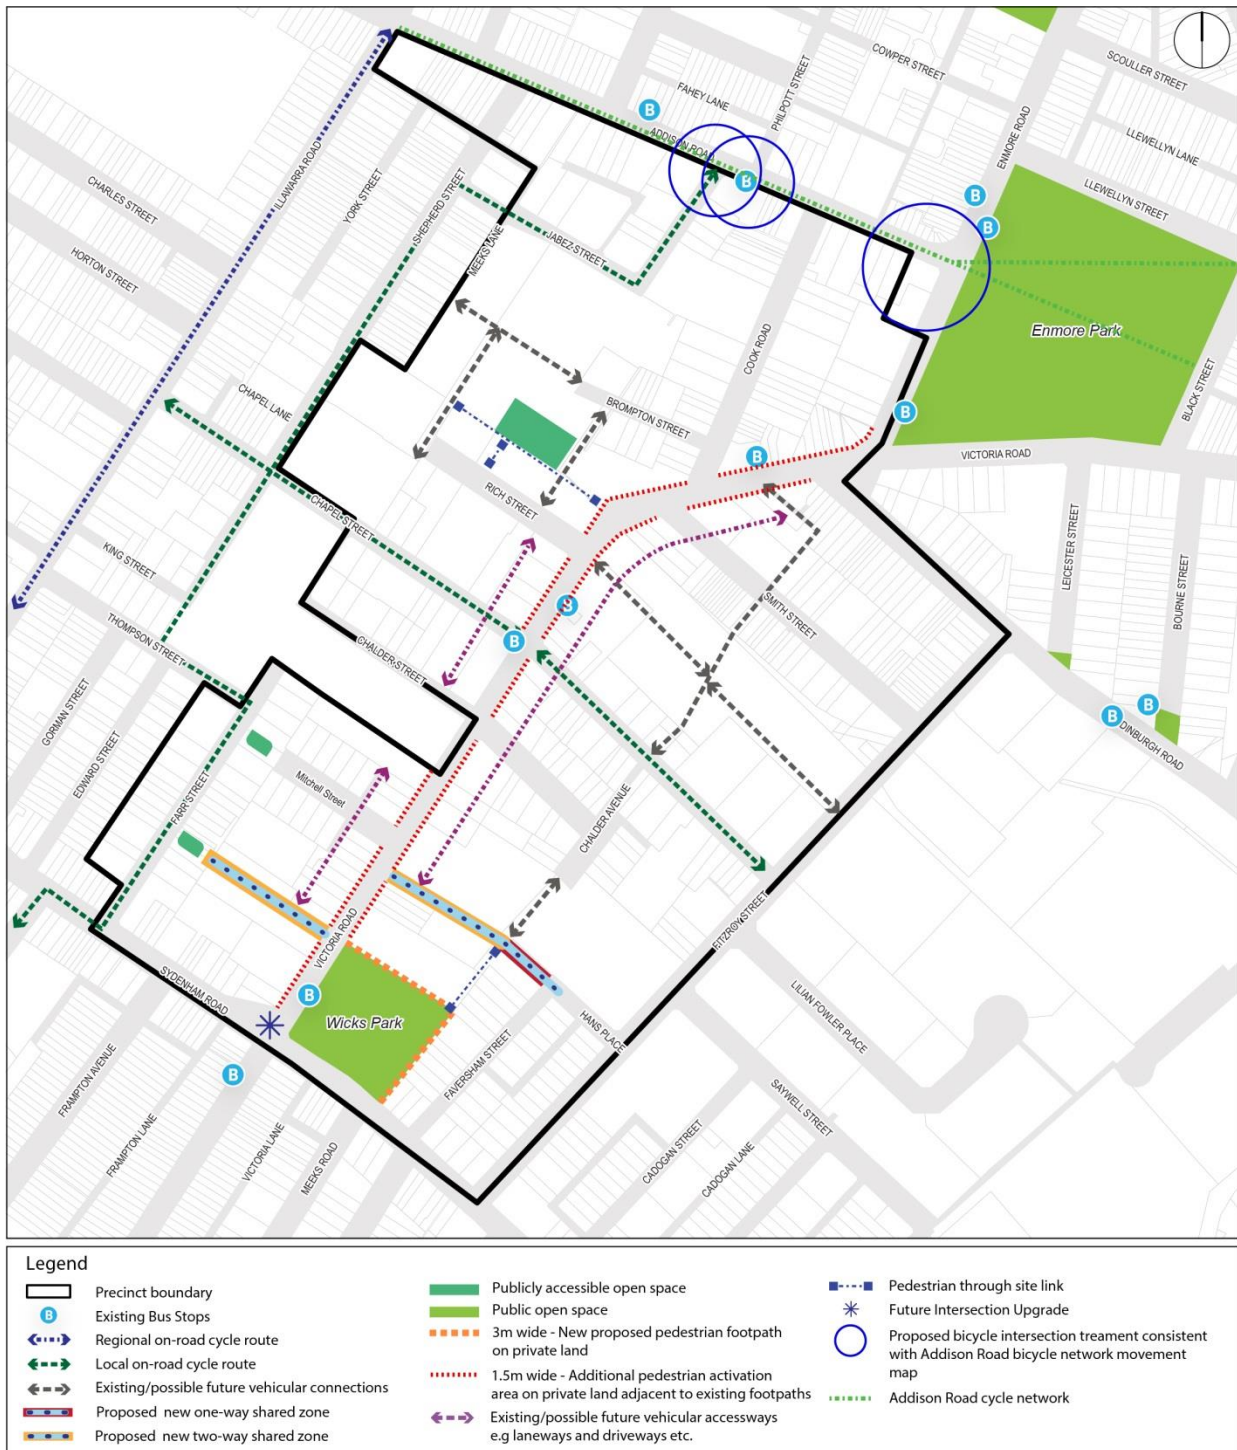 COWPER STREET
SCOULLER STREET
PHILPOTT STREET
FAHEY LANE
ENMORE ROAD
LLEWELLYN LANE
B
ADDISON ROAD
ILLAWARRA ROAD
CHARLES STREET
YORK STREET
SHEPHERD STREET
B
B
LLEWELLYN STREET
HORTON STREET
MEEKS LANE
JABEZ STREET
B
Enmore Park
COOK ROAD
BLACK STREET
CHAPEL LANE
BROMPTON STREET
B
B
VICTORIA ROAD
RICH STREET
CHAPEL STREET
LEICESTER STREET
KING STREET
BOURNE STREET
SMITH STREET
B
THOMPSON STREET
B
CHALDER STREET
GORMAN STREET
B
B
DINBURGH ROAD
EDWARD STREET
Mitchell Street
FARR STREET
CHALDER AVENUE
VICTORIA ROAD
FITZROY STREET
SYDENHAM ROAD
B
Wicks Park
HANS PLACE
LILIAN FOWLER PLACE
FRAMPTON AVENUE
B
FAVERSHAM STREET
SAYWELL STREET
FRAMPTON LANE
VICTORIA LANE
MEEKS ROAD
CADOGAN STREET
CADOGAN LANE
Legend
Precinct boundary
B Existing Bus Stops
Regional on-road cycle route
Local on-road cycle route
Existing/possible future vehicular connections
Proposed new one-way shared zone
Proposed new two-way shared zone
Publicly accessible open space
Public open space
3m wide - New proposed pedestrian footpath
on private land
1.5m wide - Additional pedestrian activation
area on private land adjacent to existing footpaths
Existing/possible future vehicular accessways
e.g laneways and driveways etc.
Pedestrian through site link
Future Intersection Upgrade
Proposed bicycle intersection treament consistent
with Addison Road bicycle network movement
map
Addison Road cycle network